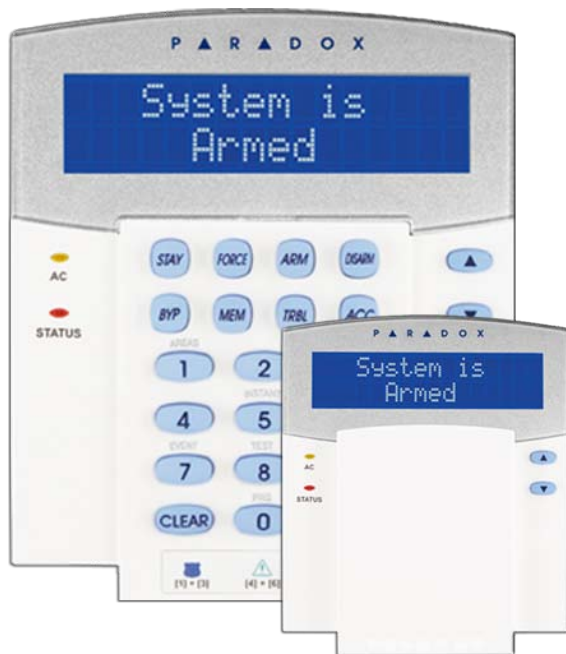 PARADOX
System is
Armed
STAY FORCE ARM DISARM
AC
BYP MEM TRBL ACC
STATUS
AREAS
1 2
INSTANT
4 5
EVENT TEST
7 8
PRG
CLEAR 0
[1] + [3] [4] + [6]
PARADOX
System is
Armed
AC
STATUS